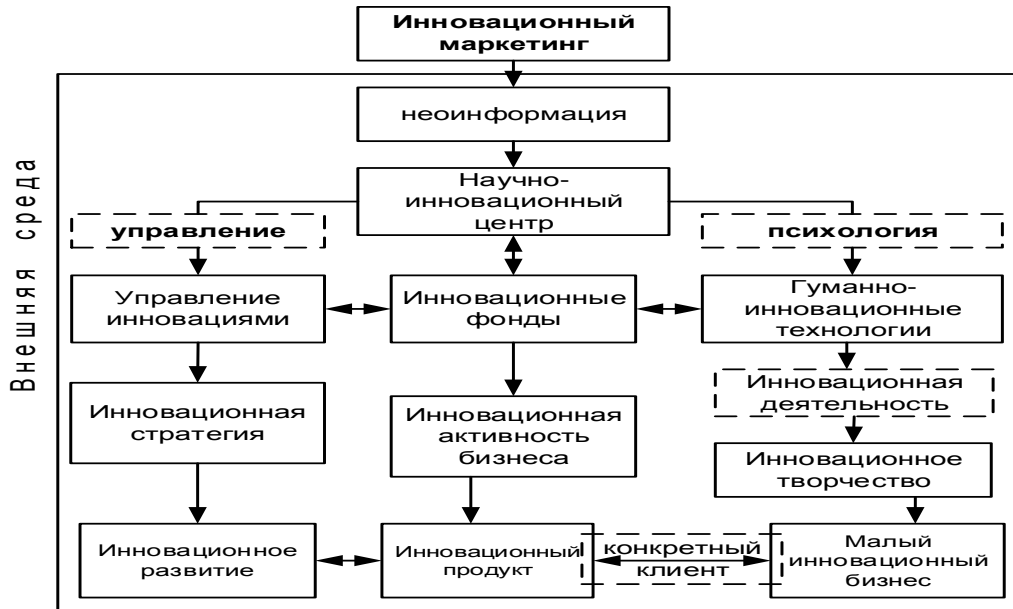 Инновационный
маркетинг
неоинформация
Научно-
инновационный
центр
управление
психология
Внешняя среда
Управление
инновациями
Инновационные
фонды
Гуманно-
инновационные
технологии
Инновационная
деятельность
Инновационная
стратегия
Инновационная
активность
бизнеса
Инновационное
творчество
Инновационное
развитие
Инновационный
продукт
конкретный
клиент
Малый
инновационный
бизнес